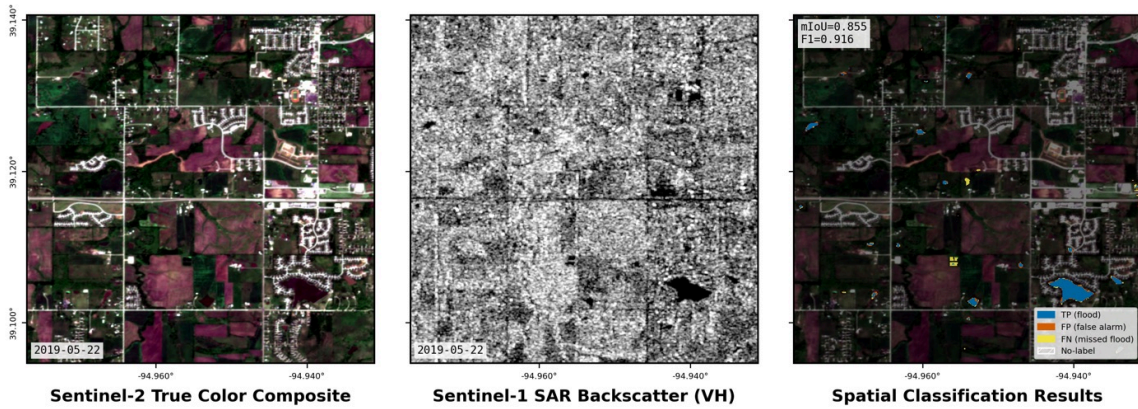 39.140°
39.120°
39.100°
2019-05-22
-94.960°
-94.940°
Sentinel-2 True Color Composite
2019-05-22
-94.960°
-94.940°
Sentinel-1 SAR Backscatter (VH)
mIoU=0.855
F1=0.916
TP (flood)
FP (false alarm)
FN (missed flood)
No-label
-94.960°
-94.940°
Spatial Classification Results